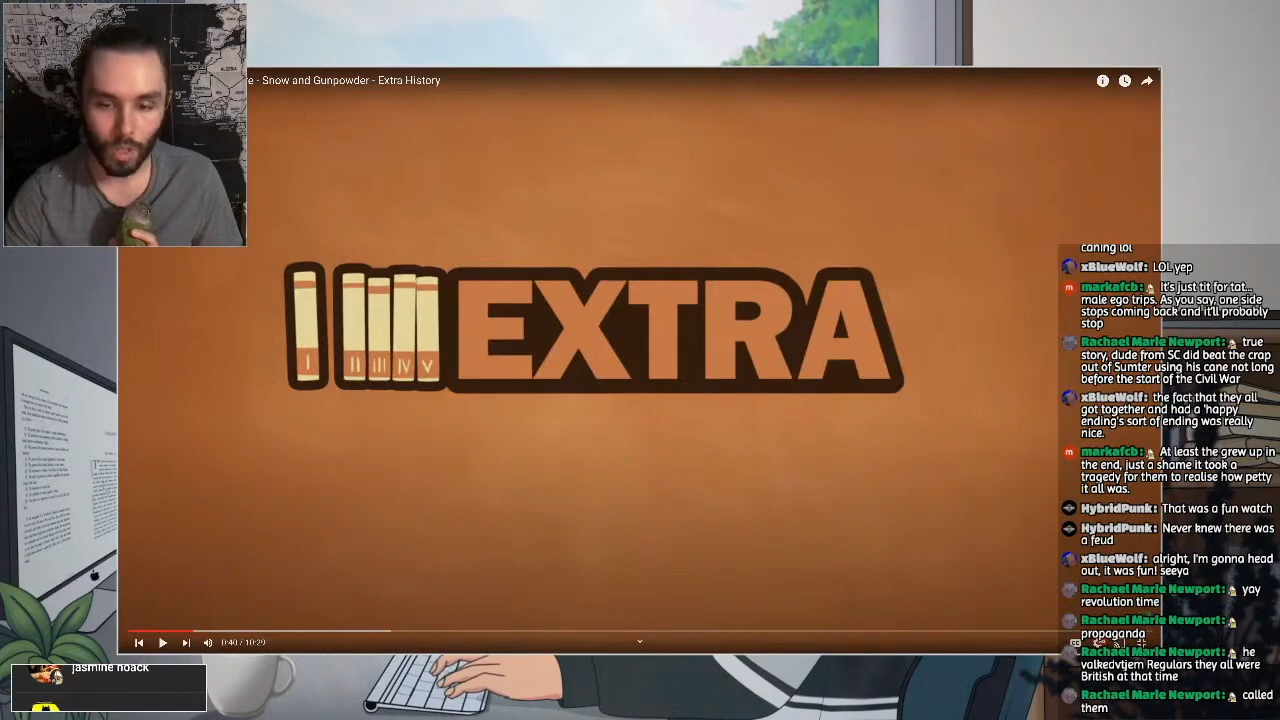 USA
ALGERIA
e - Snow and Gunpowder - Extra History
I II III IV V EXTRA
0:40 / 10:29
jasmine noack
caning lol
xBlueWolf: LOL yep
markafcb: It's just tit for tat...
male ego trips. As you say, one side
stops coming back and it'll probably
stop
Rachael Marie Newport: true
story, dude from SC did beat the crap
out of Sumter using his cane not long
before the start of the Civil War
xBlueWolf: the fact that they all
got together and had a 'happy
ending's sort of ending was really
nice.
markafcb: At least the grew up in
the end, just a shame it took a
tragedy for them to realise how petty
it all was.
HybridPunk: That was a fun watch
HybridPunk: Never knew there was
a feud
xBlueWolf: alright, I'm gonna head
out, it was fun! seeya
Rachael Marie Newport: yay
revolution time
Rachael Marie Newport:
propaganda
Rachael Marie Newport: he
valkedvtjem Regulars they all were
British at that time
Rachael Marie Newport: called
them